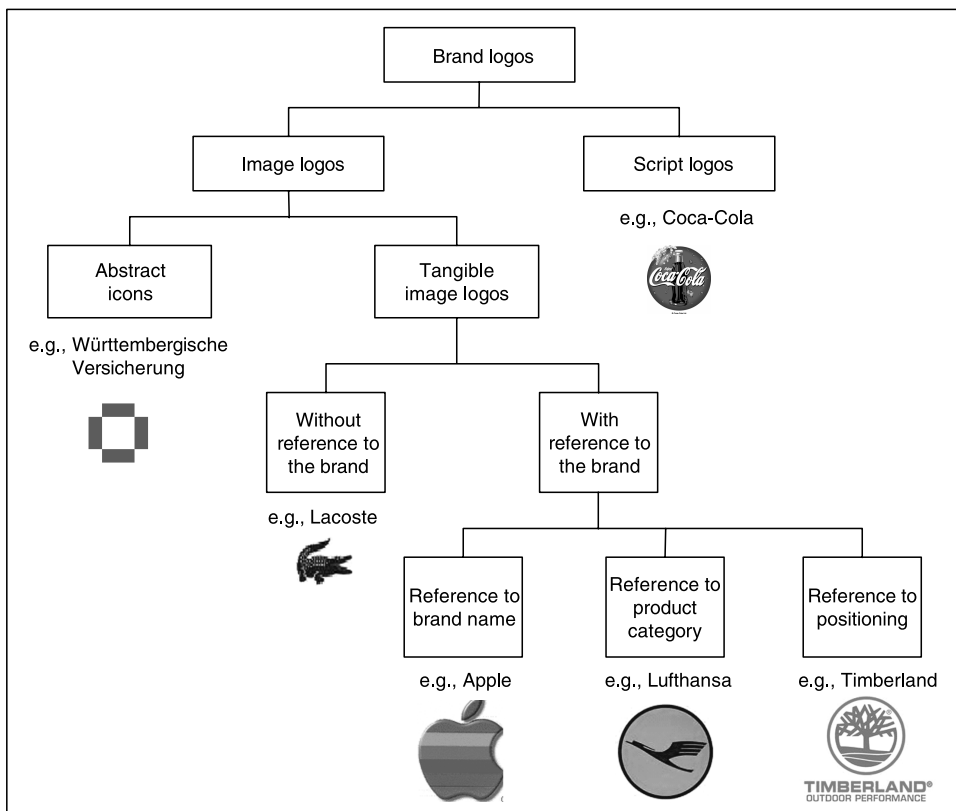 Brand logos
Image logos
Script logos
e.g., Coca-Cola
Coca-Cola
Abstract
icons
Tangible
image logos
e.g., Württembergische
Versicherung
Without
reference to
the brand
With
reference to
the brand
e.g., Lacoste
Reference to
brand name
Reference to
product
category
Reference to
positioning
e.g., Apple
e.g., Lufthansa
e.g., Timberland
TIMBERLAND®
OUTDOOR PERFORMANCE